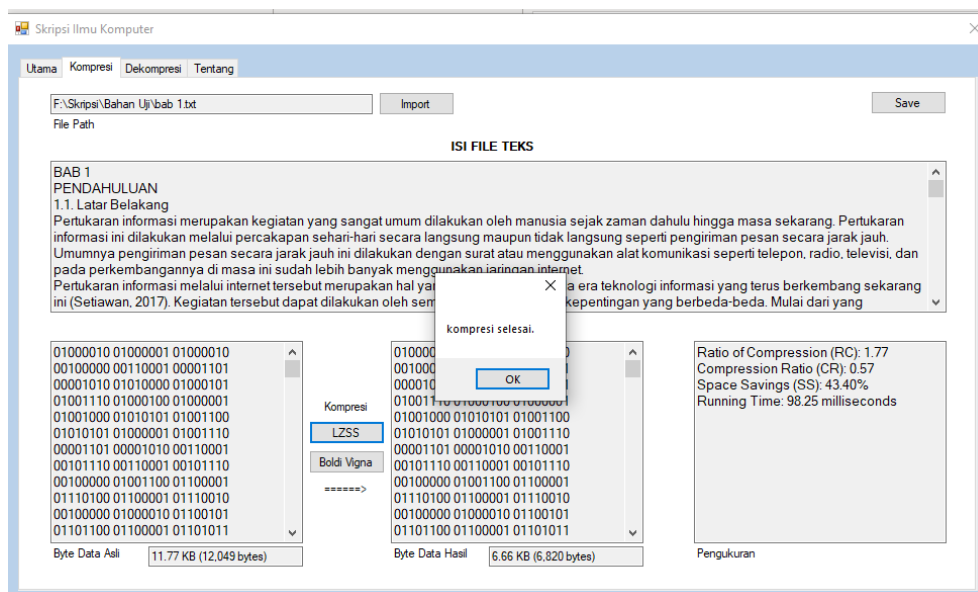 Skripsi Ilmu Komputer
Utama Kompresi Dekompresi Tentang
F:\Skripsi\Bahan Uji\bab 1.txt Import Save
File Path
ISI FILE TEKS
BAB 1
PENDAHULUAN
1.1. Latar Belakang
Pertukaran informasi merupakan kegiatan yang sangat umum dilakukan oleh manusia sejak zaman dahulu hingga masa sekarang. Pertukaran
informasi ini dilakukan melalui percakapan sehari-hari secara langsung maupun tidak langsung seperti pengiriman pesan secara jarak jauh.
Umumnya pengiriman pesan secara jarak jauh ini dilakukan dengan surat atau menggunakan alat komunikasi seperti telepon, radio, televisi, dan
pada perkembangannya di masa ini sudah lebih banyak menggunakan jaringan internet.
Pertukaran informasi melalui internet tersebut merupakan hal era teknologi informasi yang terus berkembang sekarang
ini (Setiawan, 2017). Kegiatan tersebut dapat dilakukan oleh kepentingan yang berbeda-beda. Mulai dari yang
kompresi selesai.
OK
01000010 01000001 01000010
00100000 00110001 00001101
00001010 01010000 01000101
01001110 01000100 01000001
01001000 01010101 01001100
01010101 01000001 01001110
00001101 00001010 00110001
00101110 00110001 00101110
00100000 01001100 01100001
01110100 01100001 01110010
00100000 01000010 01100101
01101100 01100001 01101011
Byte Data Asli 11.77 KB (12,049 bytes)
Kompresi
LZSS
Boldi Vigna
======>
01001110 01000100 01000001
01001000 01010101 01001100
01010101 01000001 01001110
00001101 00001010 00110001
00101110 00110001 00101110
00100000 01001100 01100001
01110100 01100001 01110010
00100000 01000010 01100101
01101100 01100001 01101011
Byte Data Hasil 6.66 KB (6,820 bytes)
Ratio of Compression (RC): 1.77
Compression Ratio (CR): 0.57
Space Savings (SS): 43.40%
Running Time: 98.25 milliseconds
Pengukuran